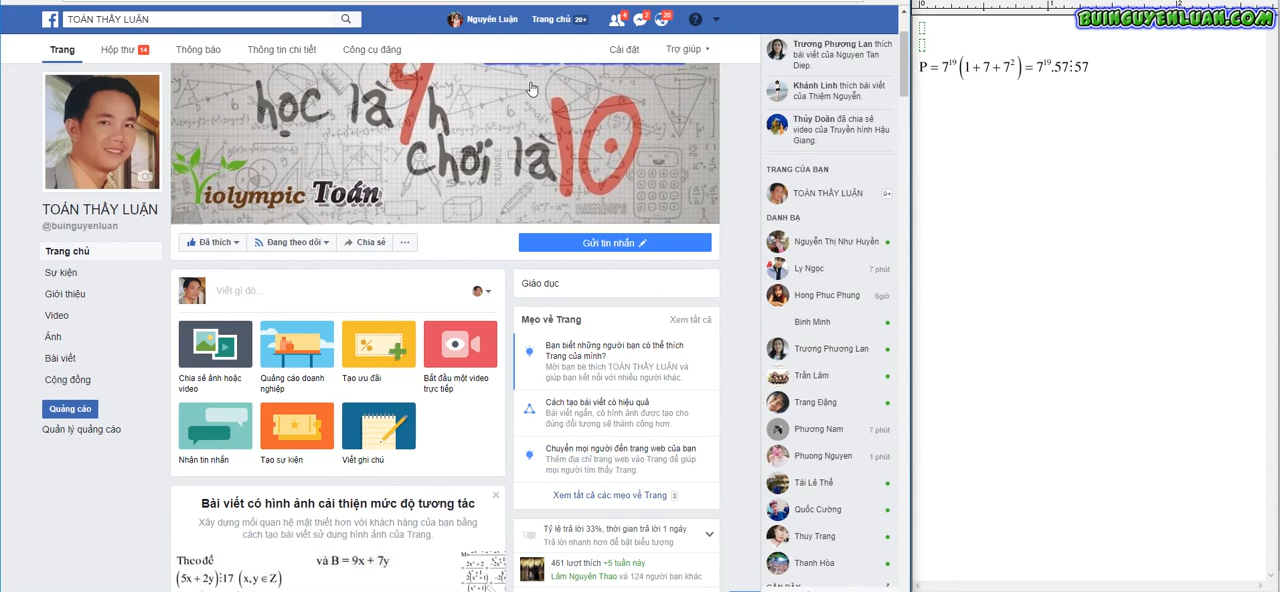 TOÁN THẦY LUẬN
Nguyên Luận
Trang chủ 20+
4
2
20
BUINGUYENLUAN.COM
Trang
Hộp thư 14
Thông báo
Thông tin chi tiết
Công cụ đăng
Cài đặt
Trợ giúp
học là 9h
chơi là 10
Violympic Toán
TOÁN THẦY LUẬN
@buinguyenluan
Trang chủ
Sự kiện
Giới thiệu
Video
Ảnh
Bài viết
Cộng đồng
Quảng cáo
Quản lý quảng cáo
Đã thích
Đang theo dõi
Chia sẻ
Gửi tin nhắn
Viết gì đó...
Chia sẻ ảnh hoặc video
Quảng cáo doanh nghiệp
Tạo ưu đãi
Bắt đầu một video trực tiếp
Nhận tin nhắn
Tạo sự kiện
Viết ghi chú
Bài viết có hình ảnh cải thiện mức độ tương tác
Xây dựng mối quan hệ mật thiết hơn với khách hàng của bạn bằng
cách tạo bài viết sử dụng hình ảnh của Trang.
Theo đề
(5x + 2y)⋮17 (x,y∈Z)
và B = 9x + 7y
Giáo dục
Mẹo về Trang
Xem tất cả
Bạn biết những người bạn có thể thích
Trang của mình?
Mời bạn bè thích TOÁN THẦY LUẬN và
giúp bạn kết nối với nhiều người khác.
Cách tạo bài viết có hiệu quả
Bài viết ngắn, có hình ảnh được tạo cho
đúng đối tượng sẽ thành công hơn.
Chuyển mọi người đến trang web của bạn
Thêm địa chỉ trang web vào Trang để giúp
mọi người tìm thấy Trang.
Xem tất cả các mẹo về Trang 3
Tỷ lệ trả lời 33%, thời gian trả lời 1 ngày
Trả lời nhanh hơn để bật biểu tượng
461 lượt thích +5 tuần này
Lâm Nguyên Thao và 124 người bạn khác
Trương Phương Lan thích
bài viết của Nguyen Tan
Diep.
Khánh Linh thích bài viết
của Thiệm Nguyễn.
Thủy Doãn đã chia sẻ
video của Truyền hình Hậu
Giang.
TRANG CỦA BẠN
TOÁN THẦY LUẬN 9+
DANH BẠ
Nguyễn Thị Như Huyền
Ly Ngọc 7 phút
Hong Phuc Phung 6giờ
Binh Minh
Trương Phương Lan
Trần Lâm
Trang Đặng
Phương Nam 7 phút
Phuong Nguyen 1 phút
Tái Lê Thế
Quốc Cường
Thuy Trang
Thanh Hòa
P = 7¹⁹(1 + 7 + 7²) = 7¹⁹.57⋮57